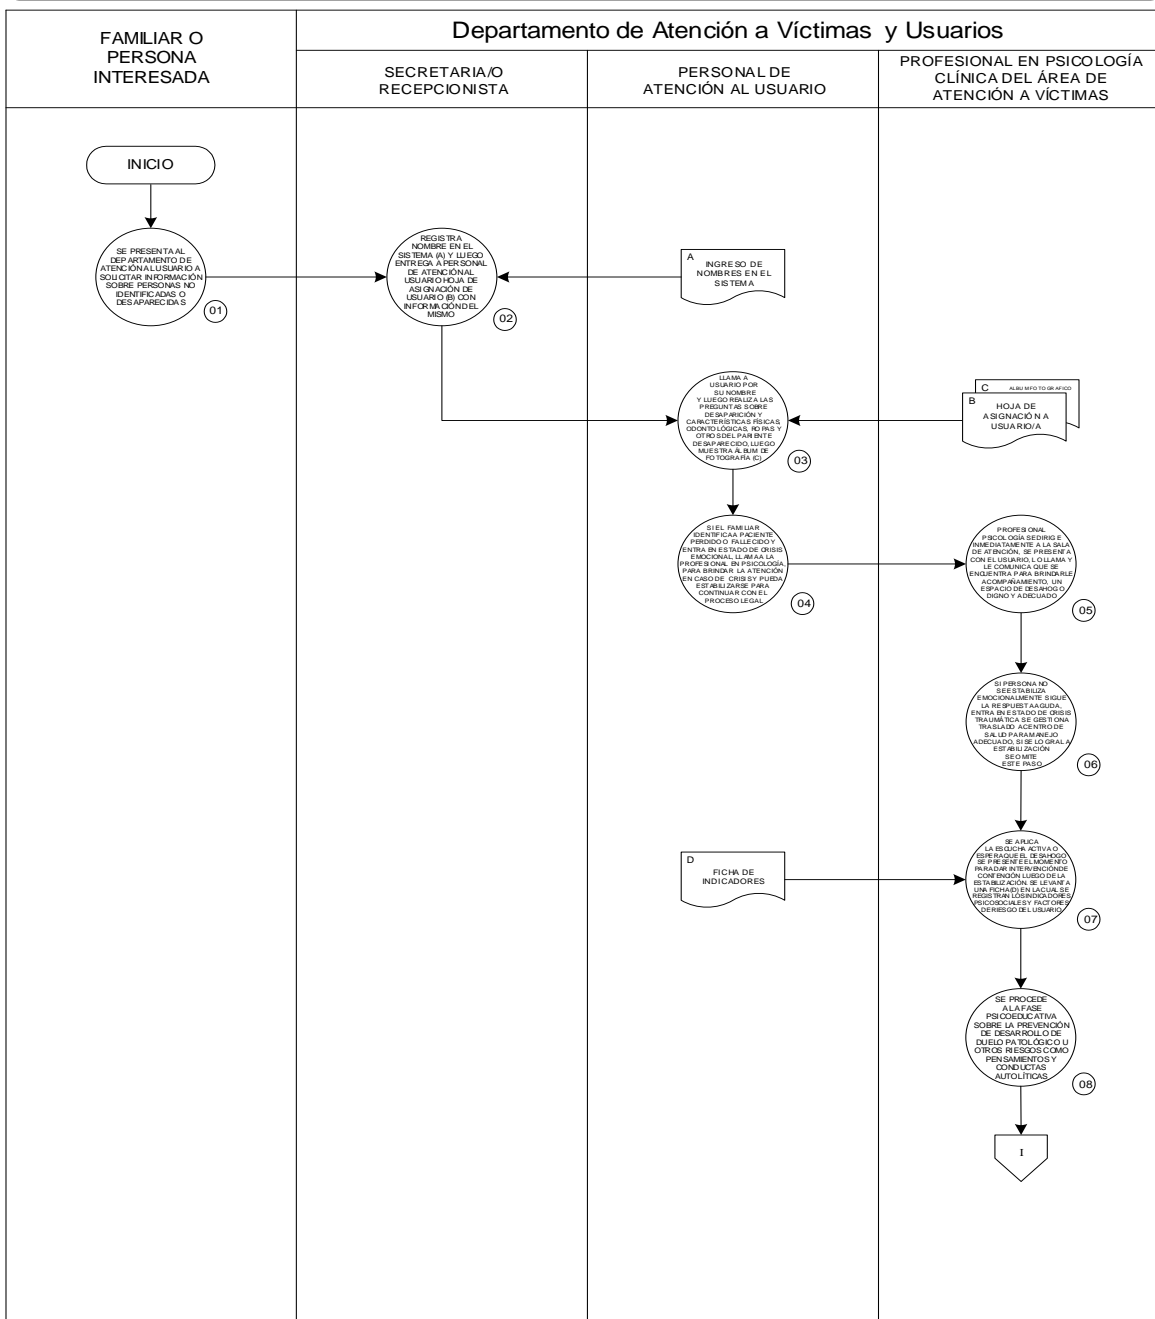 FAMILIAR O
PERSONA
INTERESADA
Departamento de Atención a Víctimas y Usuarios
SECRETARIA/O
RECEPCIONISTA
PERSONAL DE
ATENCIÓN AL USUARIO
PROFESIONAL EN PSICOLOGÍA
CLÍNICA DEL ÁREA DE
ATENCIÓN A VÍCTIMAS
INICIO
SE PRESENTA AL
DEPARTAMENTO DE
ATENCIÓN AL USUARIO A
SOLICITAR INFORMACIÓN
SOBRE PERSONAS NO
IDENTIFICADAS O
DESAPARECIDAS
01
REGISTRA
NOMBRE EN EL
SISTEMA (A) Y LUEGO
ENTREGA A PERSONAL
DE ATENCIÓN AL
USUARIO HOJA DE
ASIGNACIÓN DE
USUARIO (B) CON
INFORMACIÓN DEL
MISMO
02
A
INGRESO DE
NOMBRES EN EL
SISTEMA
LLAMA A
USUARIO POR
SU NOMBRE
Y LUEGO REALIZA LAS
PREGUNTAS SOBRE
DESAPARICIÓN Y
CARACTERÍSTICAS FÍSICAS,
ODONTOLÓGICAS, ROPAS Y
OTROS DEL PARIENTE
DESAPARECIDO, LUEGO
MUESTRA ÁLBUM DE
FOTOGRAFÍA (C)
03
C ALBUM FOTOGRAFICO
B
HOJA DE
ASIGNACIÓN A
USUARIO/A
SI EL FAMILIAR
IDENTIFICA A PACIENTE
PERDIDO O FALLECIDO Y
ENTRA EN ESTADO DE CRISIS
EMOCIONAL, LLAMA A LA
PROFESIONAL EN PSICOLOGÍA,
PARA BRINDAR LA ATENCIÓN
EN CASO DE CRISIS Y PUEDA
ESTABILIZARSE PARA
CONTINUAR CON EL
PROCESO LEGAL
04
PROFESIONAL
PSICOLOGÍA SE DIRIGE
INMEDIATAMENTE A LA SALA
DE ATENCIÓN, SE PRESENTA
CON EL USUARIO, LO LLAMA Y
LE COMUNICA QUE SE
ENCUENTRA PARA BRINDARLE
ACOMPAÑAMIENTO, UN
ESPACIO DE DESAHOGO
DIGNO Y ADECUADO
05
SI PERSONA NO
SE ESTABILIZA
EMOCIONALMENTE SIGUE
LA RESPUESTA AGUDA,
ENTRA EN ESTADO DE CRISIS
TRAUMÁTICA SE GESTIONA
TRASLADO A CENTRO DE
SALUD PARA MANEJO
ADECUADO, SI SE LOGRA LA
ESTABILIZACIÓN
SE OMITE
ESTE PASO
06
SE APLICA
LA ESCUCHA ACTIVA O
ESPERA QUE EL DESAHOGO
SE PRESENTE EL MOMENTO
PARA DAR INTERVENCIÓN DE
CONTENCIÓN LUEGO DE LA
ESTABILIZACIÓN. SE LEVANTA
UNA FICHA(D) EN LA CUAL SE
REGISTRAN LOS INDICADORES
PSICOSOCIALES Y FACTORES
DE RIESGO DEL USUARIO
07
D
FICHA DE
INDICADORES
SE PROCEDE
A LA FASE
PSICOEDUCATIVA
SOBRE LA PREVENCIÓN
DE DESARROLLO DE
DUELO PATOLÓGICO U
OTROS RIESGOS COMO
PENSAMIENTOS Y
CONDUCTAS
AUTOLÍTICAS
08
I